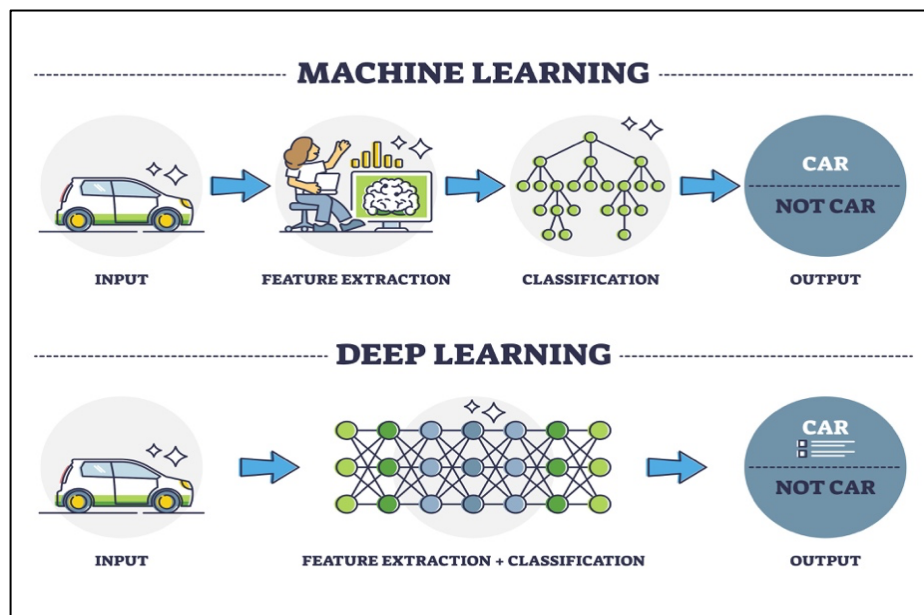 MACHINE LEARNING
CAR
NOT CAR
INPUT
FEATURE EXTRACTION
CLASSIFICATION
OUTPUT
DEEP LEARNING
CAR
NOT CAR
INPUT
FEATURE EXTRACTION + CLASSIFICATION
OUTPUT